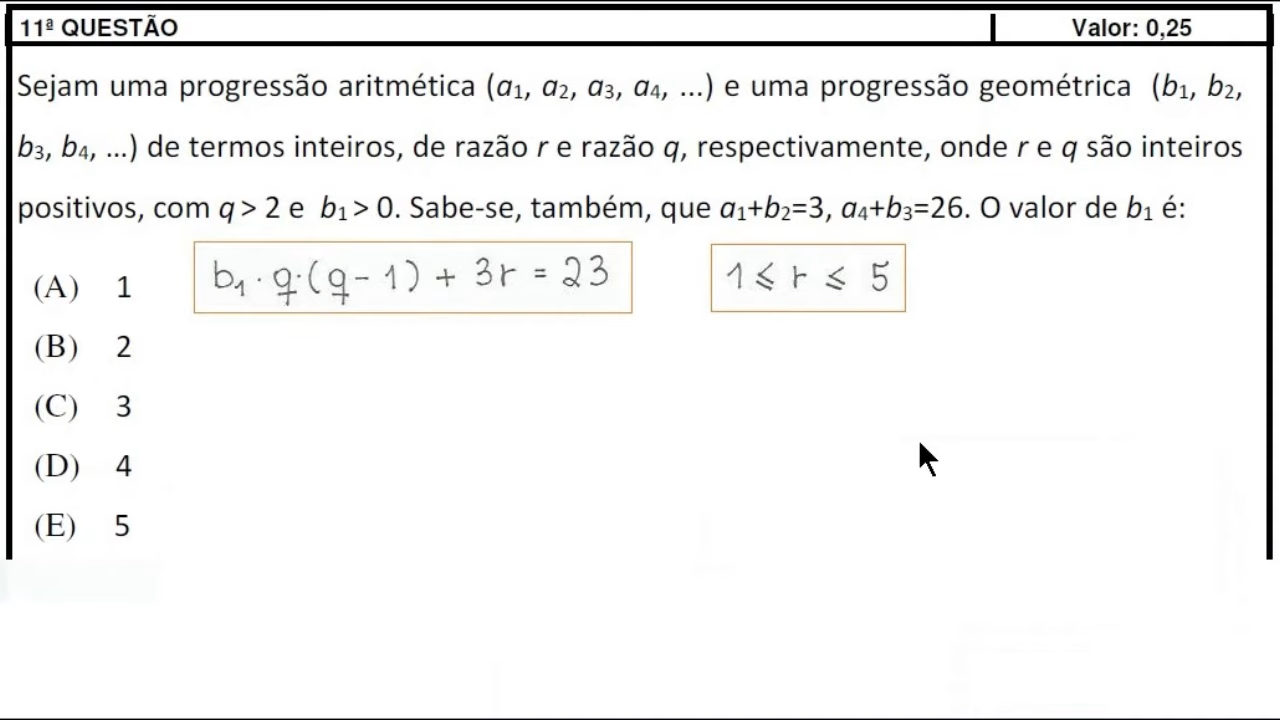 11ª QUESTÃO Valor: 0,25
Sejam uma progressão aritmética (a₁, a₂, a₃, a₄, ...) e uma progressão geométrica (b₁, b₂,
b₃, b₄, ...) de termos inteiros, de razão r e razão q, respectivamente, onde r e q são inteiros
positivos, com q > 2 e b₁ > 0. Sabe-se, também, que a₁+b₂=3, a₄+b₃=26. O valor de b₁ é:
b₁ · q·(q - 1) + 3r = 23 1 ≤ r ≤ 5
(A) 1
(B) 2
(C) 3
(D) 4
(E) 5